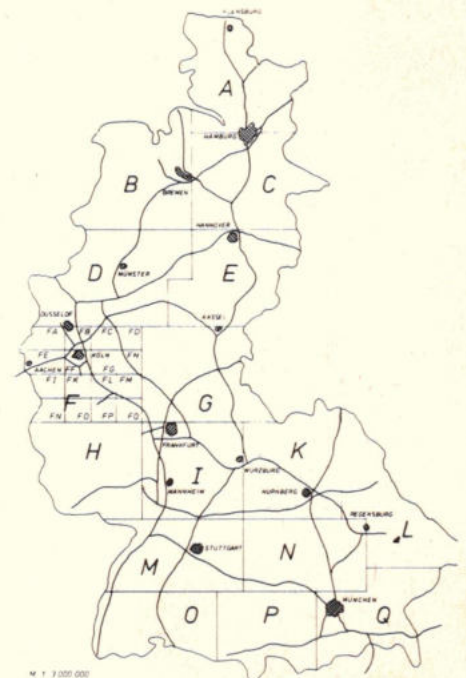 FLENSBURG
A
HAMBURG
B
BREMEN
C
HANNOVER
D
MÜNSTER
E
DÜSSELDF
KASSEL
FA FB FC FD
FE KÖLN FN
AACHEN FF FG
FI FK FL FM
F
FN FO FP FQ
G
FRANKFURT
H
I
K
WÜRZBURG
MANNHEIM
NÜRNBERG
REGENSBURG
L
M
STUTTGART
N
MÜNCHEN
O P Q
M 1: 3 000 000